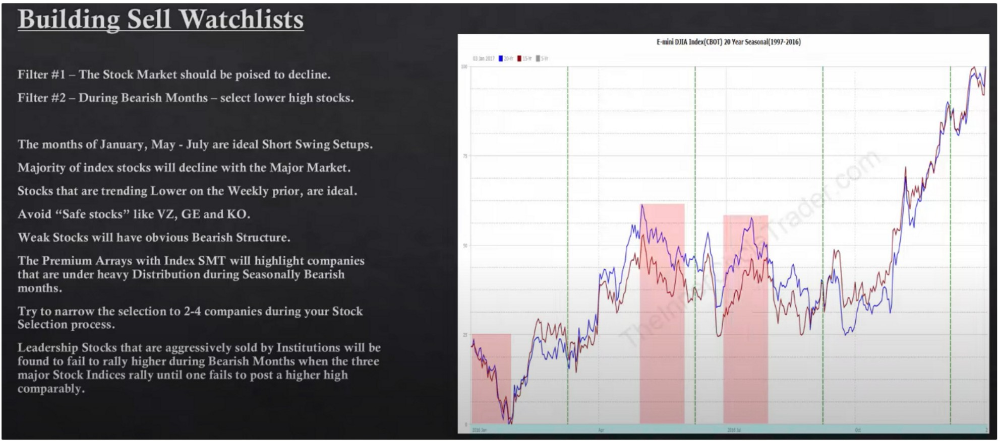 Building Sell Watchlists
Filter #1 – The Stock Market should be poised to decline.
Filter #2 – During Bearish Months – select lower high stocks.
The months of January, May - July are ideal Short Swing Setups.
Majority of index stocks will decline with the Major Market.
Stocks that are trending Lower on the Weekly prior, are ideal.
Avoid “Safe stocks” like VZ, GE and KO.
Weak Stocks will have obvious Bearish Structure.
The Premium Arrays with Index SMT will highlight companies
that are under heavy Distribution during Seasonally Bearish
months.
Try to narrow the selection to 2-4 companies during your Stock
Selection process.
Leadership Stocks that are aggressively sold by Institutions will be
found to fail to rally higher during Bearish Months when the three
major Stock Indices rally until one fails to post a higher high
comparably.
E-mini DJIA Index(CBOT) 20 Year Seasonal(1997-2016)
03 Jan 2017 20-Yr 15-Yr 5-Yr
100
75
50
25
0
2016 Jan Apr 2016 Jul Oct 2
TheInnerCircleTrader.com